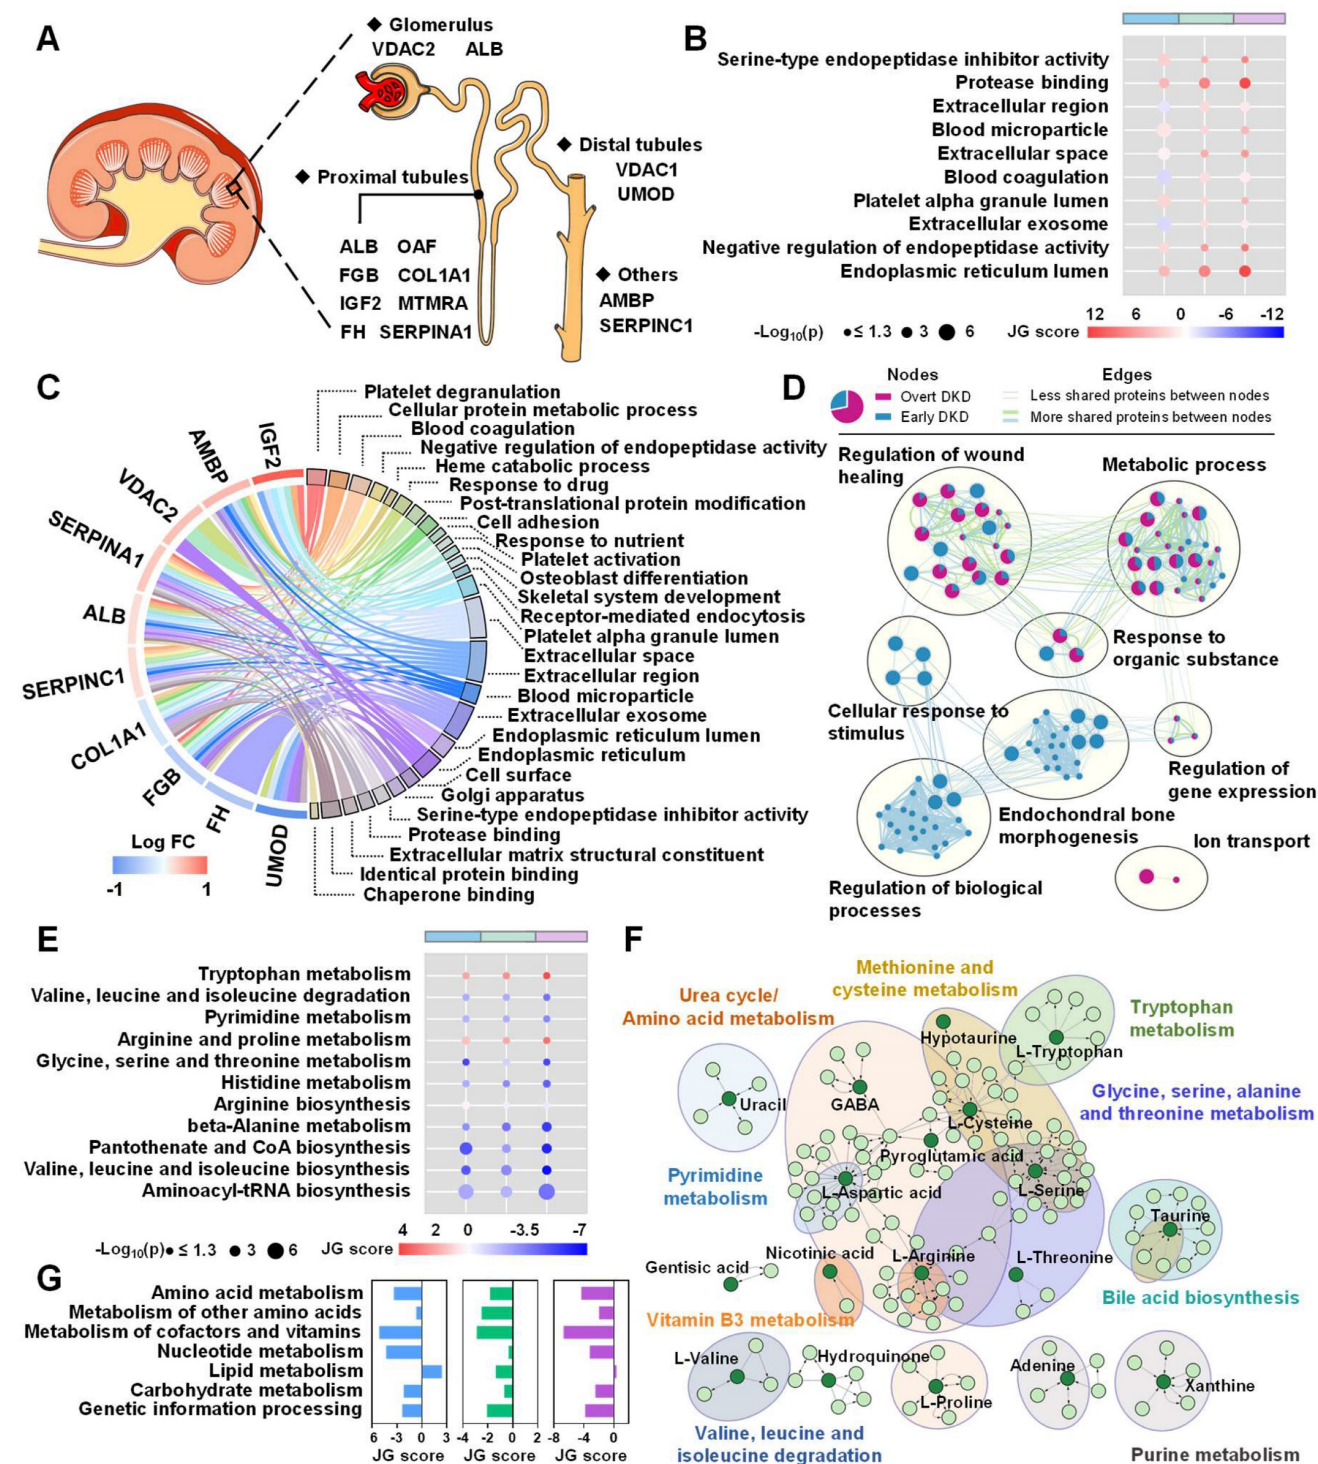 A
◆ Glomerulus
VDAC2 ALB
◆ Proximal tubules
ALB OAF
FGB COL1A1
IGF2 MTMRA
FH SERPINA1
◆ Distal tubules
VDAC1
UMOD
◆ Others
AMBP
SERPINC1
B
Serine-type endopeptidase inhibitor activity
Protease binding
Extracellular region
Blood microparticle
Extracellular space
Blood coagulation
Platelet alpha granule lumen
Extracellular exosome
Negative regulation of endopeptidase activity
Endoplasmic reticulum lumen
-Log10(p) ≤ 1.3 3 6 JG score 12 6 0 -6 -12
C
IGF2
AMBP
VDAC2
SERPINA1
ALB
SERPINC1
COL1A1
FGB
FH
UMOD
Log FC
-1 1
Platelet degranulation
Cellular protein metabolic process
Blood coagulation
Negative regulation of endopeptidase activity
Heme catabolic process
Response to drug
Post-translational protein modification
Cell adhesion
Response to nutrient
Platelet activation
Osteoblast differentiation
Skeletal system development
Receptor-mediated endocytosis
Platelet alpha granule lumen
Extracellular space
Extracellular region
Blood microparticle
Extracellular exosome
Endoplasmic reticulum lumen
Endoplasmic reticulum
Cell surface
Golgi apparatus
Serine-type endopeptidase inhibitor activity
Protease binding
Extracellular matrix structural constituent
Identical protein binding
Chaperone binding
D
Nodes
Overt DKD
Early DKD
Edges
Less shared proteins between nodes
More shared proteins between nodes
Regulation of wound
healing
Metabolic process
Response to
organic substance
Cellular response to
stimulus
Regulation of
gene expression
Endochondral bone
morphogenesis
Ion transport
Regulation of biological
processes
E
Tryptophan metabolism
Valine, leucine and isoleucine degradation
Pyrimidine metabolism
Arginine and proline metabolism
Glycine, serine and threonine metabolism
Histidine metabolism
Arginine biosynthesis
beta-Alanine metabolism
Pantothenate and CoA biosynthesis
Valine, leucine and isoleucine biosynthesis
Aminoacyl-tRNA biosynthesis
-Log10(p) ≤ 1.3 3 6 JG score 4 2 0 -3.5 -7
F
Methionine and
cysteine metabolism
Urea cycle/
Amino acid metabolism
Tryptophan
metabolism
Hypotaurine
L-Tryptophan
Glycine, serine, alanine
and threonine metabolism
Uracil
GABA
L-Cysteine
Pyroglutamic acid
Pyrimidine
metabolism
L-Aspartic acid
L-Serine
Taurine
Nicotinic acid
L-Arginine
L-Threonine
Gentisic acid
Bile acid biosynthesis
Vitamin B3 metabolism
L-Valine
Hydroquinone
L-Proline
Adenine
Xanthine
Valine, leucine and
isoleucine degradation
Purine metabolism
G
Amino acid metabolism
Metabolism of other amino acids
Metabolism of cofactors and vitamins
Nucleotide metabolism
Lipid metabolism
Carbohydrate metabolism
Genetic information processing
6 -3 0 3
JG score
-4 -2 0 2
JG score
-8 -4 0
JG score